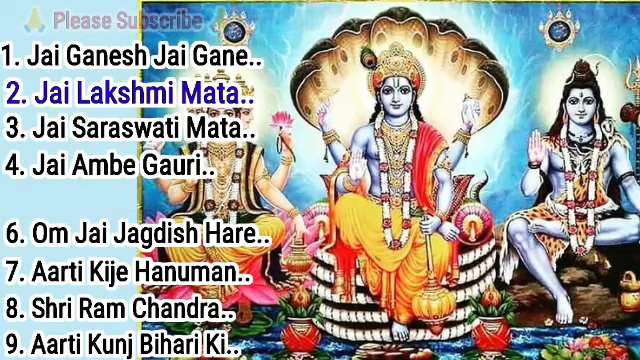 🙏 Please Subscribe 🙏
1. Jai Ganesh Jai Gane..
2. Jai Lakshmi Mata..
3. Jai Saraswati Mata..
4. Jai Ambe Gauri..
6. Om Jai Jagdish Hare..
7. Aarti Kije Hanuman..
8. Shri Ram Chandra..
9. Aarti Kunj Bihari Ki..